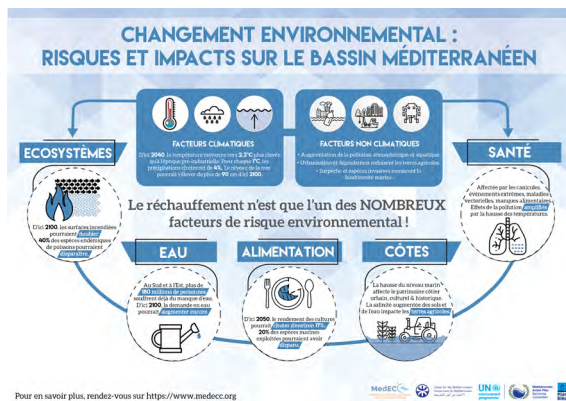 CHANGEMENT ENVIRONNEMENTAL :
RISQUES ET IMPACTS SUR LE BASSIN MÉDITERRANÉEN
FACTEURS CLIMATIQUES
D'ici 2040, la température moyenne sera 2,2°C plus élevée
qu'à l'époque pré-industrielle. Pour chaque 1°C, les
précipitations chuteront de 4%. Le niveau de la mer
pourrait s'élever de plus de 90 cm d'ici 2100.
FACTEURS NON CLIMATIQUES
• Augmentation de la pollution atmosphérique et aquatique
• Urbanisation et dégradation réduisent les terres agricoles.
• Surpêche et espèces invasives menacent la
biodiversité marine.
ECOSYSTÈMES
D'ici 2100, les surfaces incendiées
pourraient doubler.
40% des espèces endémiques
de poissons pourraient
disparaître.
SANTÉ
Affectée par les canicules,
événements extrêmes, maladies
vectorielles, manques alimentaires.
Effets de la pollution amplifiés
par la hausse des températures.
Le réchauffement n'est que l'un des NOMBREUX
facteurs de risque environnemental !
EAU
Au Sud et à l'Est, plus de
180 millions de personnes
souffrent déjà du manque d'eau.
D'ici 2100, la demande en eau
pourrait augmenter encore.
ALIMENTATION
D'ici 2050, le rendement des cultures
pourrait chuter d'environ 17%.
20% des espèces marines
exploitées pourraient avoir
disparu.
CÔTES
La hausse du niveau marin
affecte le patrimoine côtier
urbain, culturel & historique.
La salinité augmentée des sols et
de l'eau impacte les terres agricoles.
Pour en savoir plus, rendez-vous sur https://www.medecc.org
MedECC
UN
Plan
Bleu